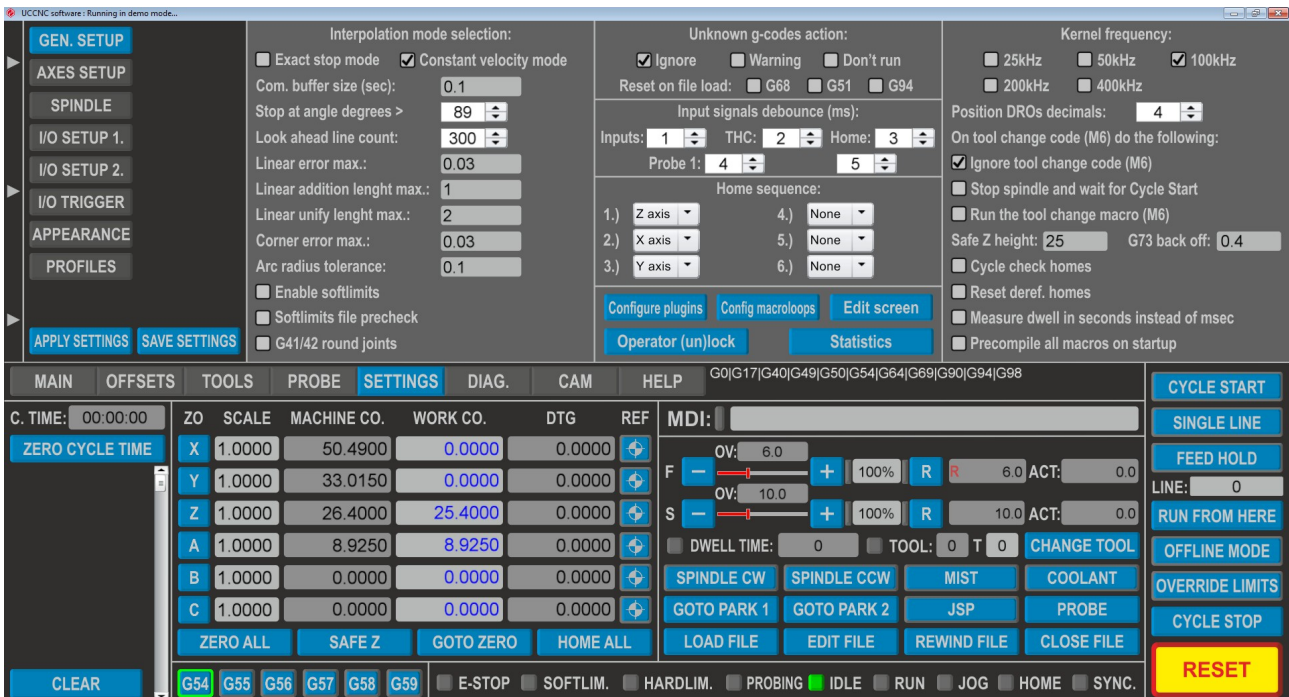 UCCNC software : Running in demo mode...
GEN. SETUP
AXES SETUP
SPINDLE
I/O SETUP 1.
I/O SETUP 2.
I/O TRIGGER
APPEARANCE
PROFILES
APPLY SETTINGS SAVE SETTINGS
Interpolation mode selection:
Exact stop mode Constant velocity mode
Com. buffer size (sec): 0.1
Stop at angle degrees > 89
Look ahead line count: 300
Linear error max.: 0.03
Linear addition lenght max.: 1
Linear unify lenght max.: 2
Corner error max.: 0.03
Arc radius tolerance: 0.1
Enable softlimits
Softlimits file precheck
G41/42 round joints
Unknown g-codes action:
Ignore Warning Don't run
Reset on file load: G68 G51 G94
Input signals debounce (ms):
Inputs: 1 THC: 2 Home: 3
Probe 1: 4 5
Home sequence:
1.) Z axis 4.) None
2.) X axis 5.) None
3.) Y axis 6.) None
Configure plugins Config macroloops Edit screen
Operator (un)lock Statistics
Kernel frequency:
25kHz 50kHz 100kHz
200kHz 400kHz
Position DROs decimals: 4
On tool change code (M6) do the following:
Ignore tool change code (M6)
Stop spindle and wait for Cycle Start
Run the tool change macro (M6)
Safe Z height: 25 G73 back off: 0.4
Cycle check homes
Reset deref. homes
Measure dwell in seconds instead of msec
Precompile all macros on startup
MAIN OFFSETS TOOLS PROBE SETTINGS DIAG. CAM HELP
G0|G17|G40|G49|G50|G54|G64|G69|G90|G94|G98
C. TIME: 00:00:00
ZERO CYCLE TIME
CLEAR
ZO SCALE MACHINE CO. WORK CO. DTG REF
X 1.0000 50.4900 0.0000 0.0000
Y 1.0000 33.0150 0.0000 0.0000
Z 1.0000 26.4000 25.4000 0.0000
A 1.0000 8.9250 8.9250 0.0000
B 1.0000 0.0000 0.0000 0.0000
C 1.0000 0.0000 0.0000 0.0000
ZERO ALL SAFE Z GOTO ZERO HOME ALL
MDI:
OV: 6.0
F − + 100% R R 6.0 ACT: 0.0
OV: 10.0
S − + 100% R 10.0 ACT: 0.0
DWELL TIME: 0 TOOL: 0 T 0 CHANGE TOOL
SPINDLE CW SPINDLE CCW MIST COOLANT
GOTO PARK 1 GOTO PARK 2 JSP PROBE
LOAD FILE EDIT FILE REWIND FILE CLOSE FILE
G54 G55 G56 G57 G58 G59 E-STOP SOFTLIM. HARDLIM. PROBING IDLE RUN JOG HOME SYNC.
CYCLE START
SINGLE LINE
FEED HOLD
LINE: 0
RUN FROM HERE
OFFLINE MODE
OVERRIDE LIMITS
CYCLE STOP
RESET